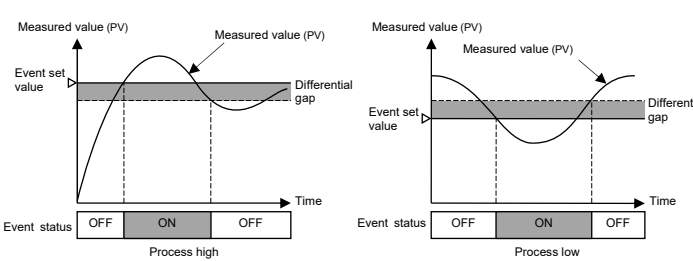 Measured value (PV)
Measured value (PV)
Event set
value
Differential
gap
Time
Event status
OFF
ON
OFF
Process high
Measured value (PV)
Measured value (PV)
Event set
value
Different
gap
Time
Event status
OFF
ON
OFF
Process low